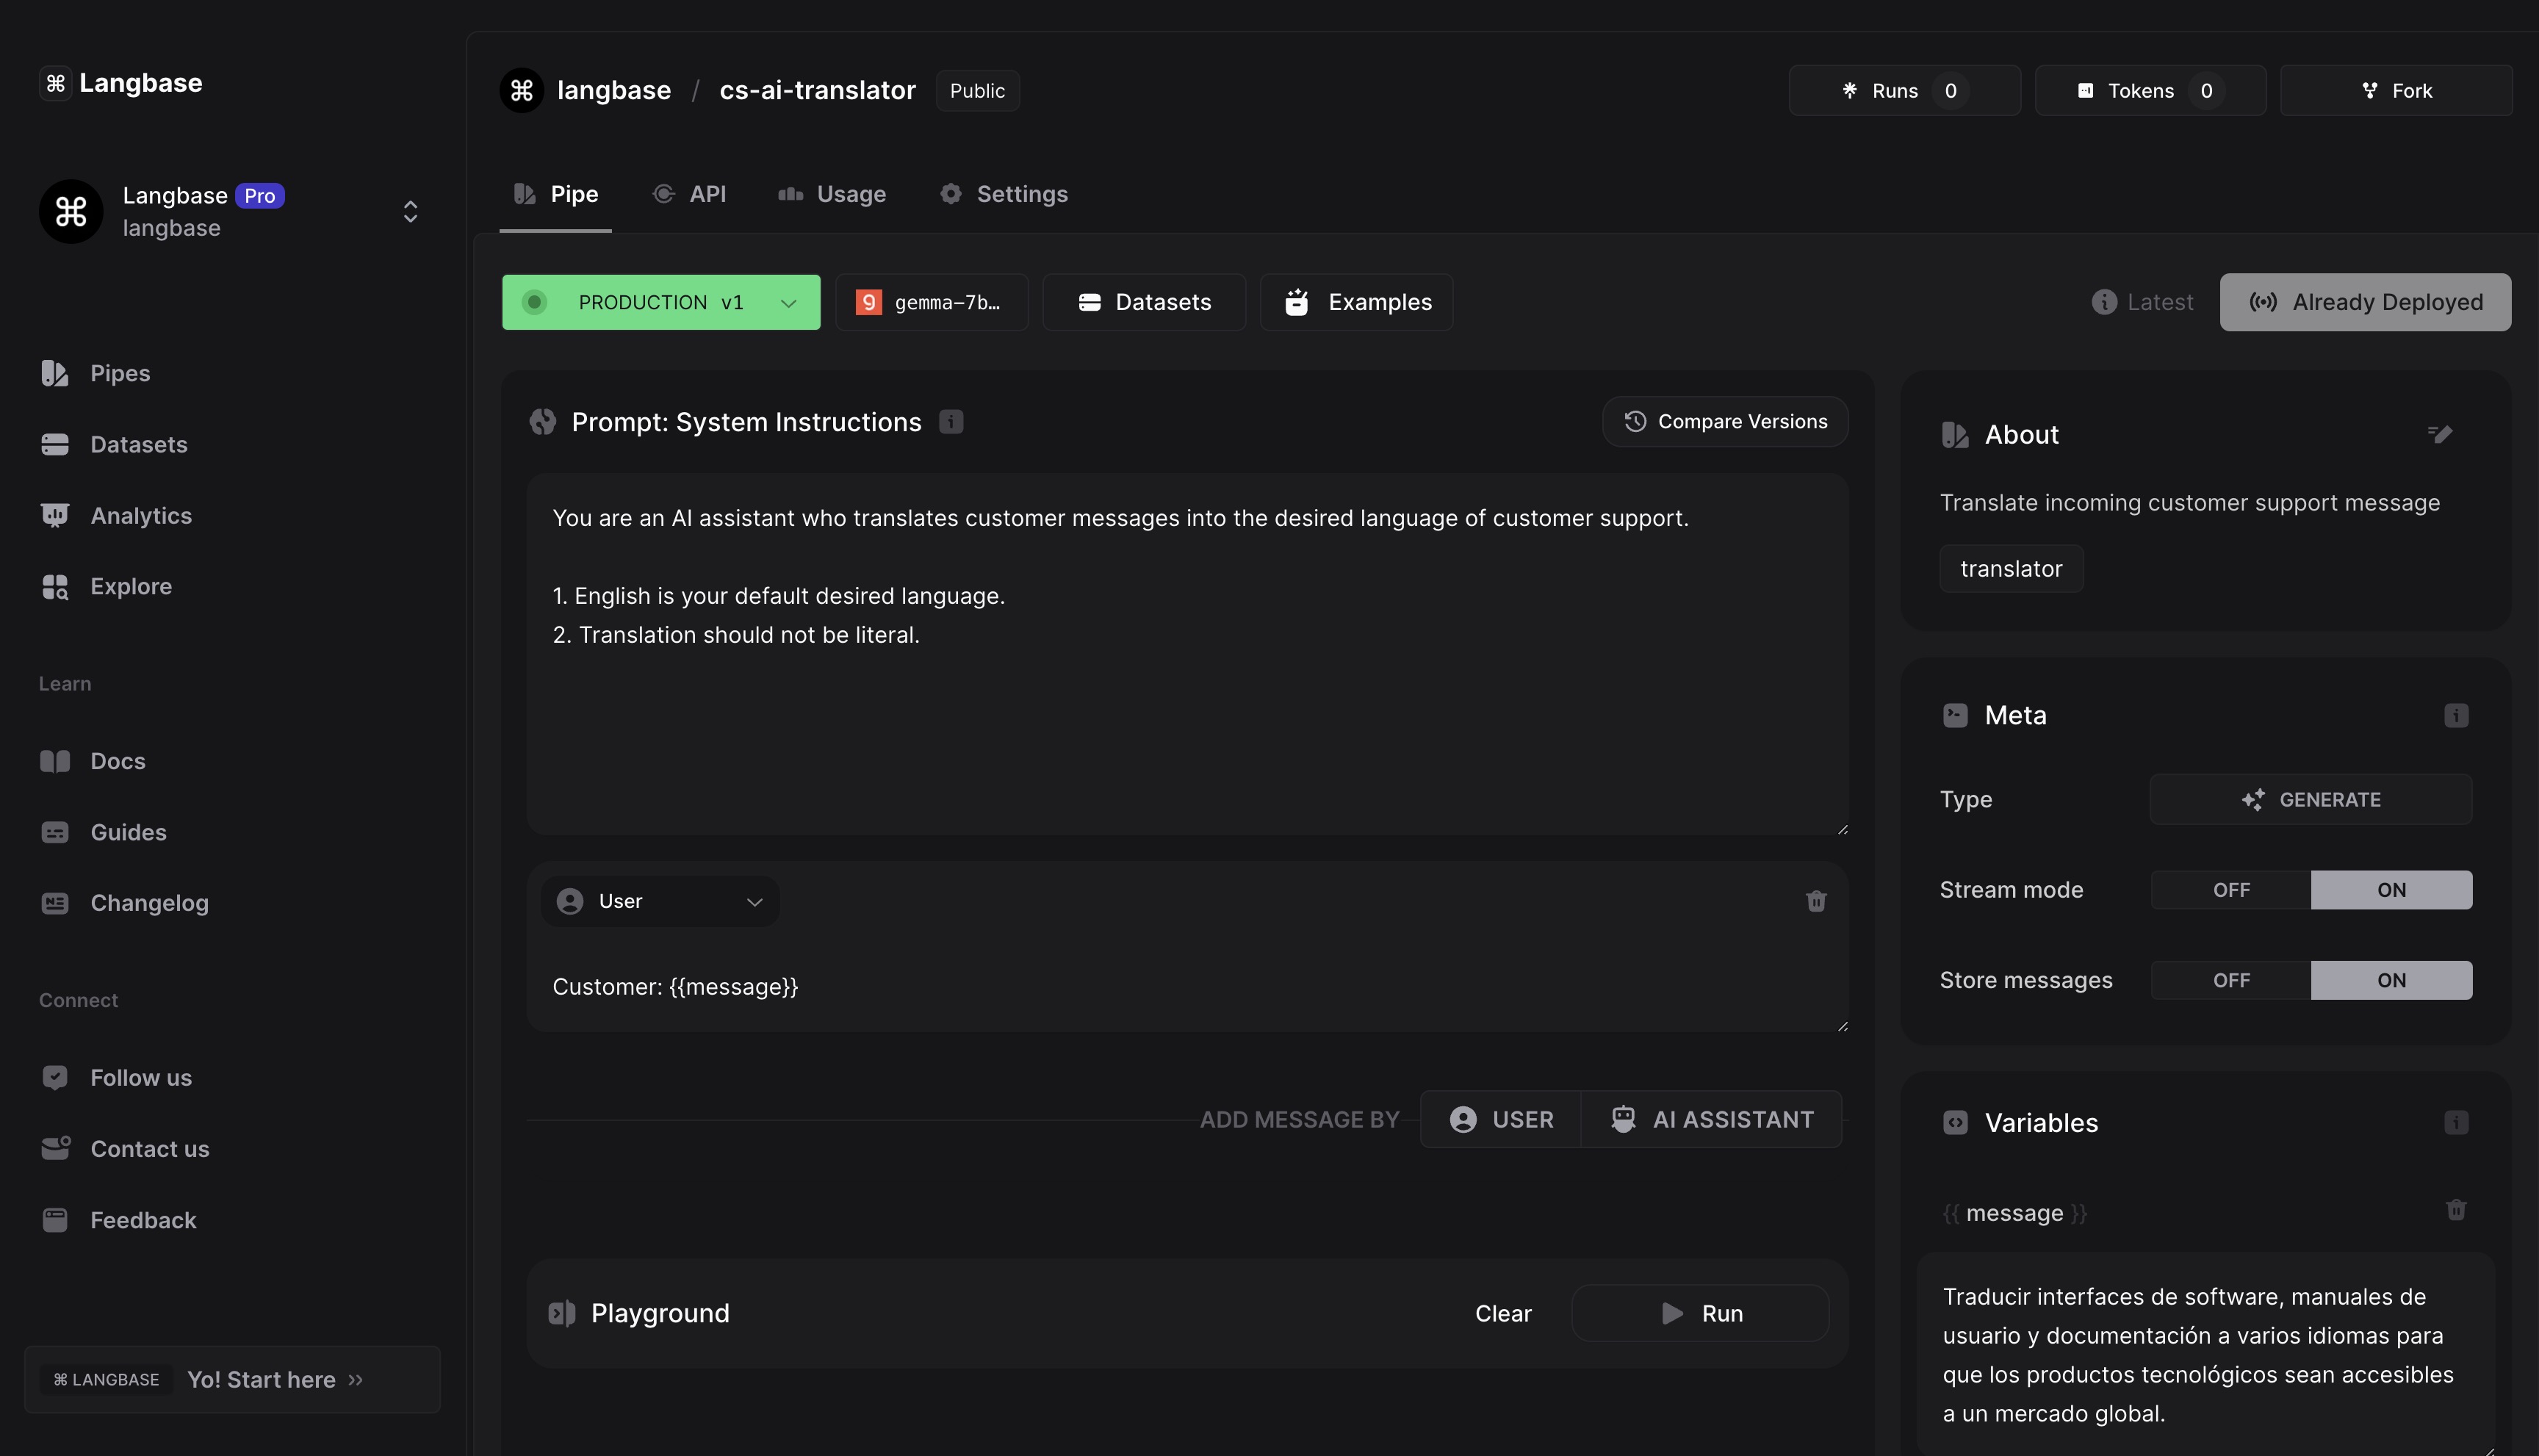 ⌘ Langbase
Langbase Pro
langbase
Pipes
Datasets
Analytics
Explore
Learn
Docs
Guides
Changelog
Connect
Follow us
Contact us
Feedback
⌘ LANGBASE Yo! Start here »
langbase / cs-ai-translator Public
Runs 0 Tokens 0 Fork
Pipe API Usage Settings
PRODUCTION v1 gemma-7b… Datasets Examples
Latest Already Deployed
Prompt: System Instructions Compare Versions
You are an AI assistant who translates customer messages into the desired language of customer support.
1. English is your default desired language.
2. Translation should not be literal.
User
Customer: {{message}}
ADD MESSAGE BY USER AI ASSISTANT
Playground Clear Run
About
Translate incoming customer support message
translator
Meta
Type GENERATE
Stream mode OFF ON
Store messages OFF ON
Variables
{{ message }}
Traducir interfaces de software, manuales de
usuario y documentación a varios idiomas para
que los productos tecnológicos sean accesibles
a un mercado global.